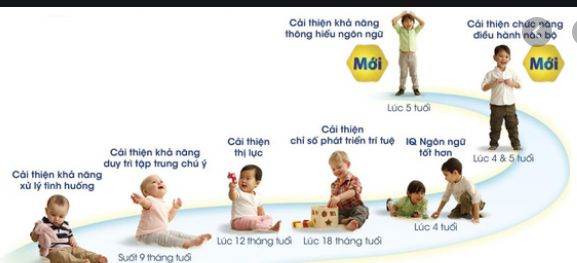 Cải thiện khả năng
thông hiểu ngôn ngữ
Mới
Lúc 5 tuổi
Cải thiện chức năng
điều hành não bộ
Mới
Lúc 4 & 5 tuổi
Cải thiện khả năng
xử lý tình huống
Cải thiện khả năng
duy trì tập trung chú ý
Suốt 9 tháng tuổi
Cải thiện
thị lực
Lúc 12 tháng tuổi
Cải thiện
chỉ số phát triển trí tuệ
Lúc 18 tháng tuổi
IQ Ngôn ngữ
tốt hơn
Lúc 4 tuổi